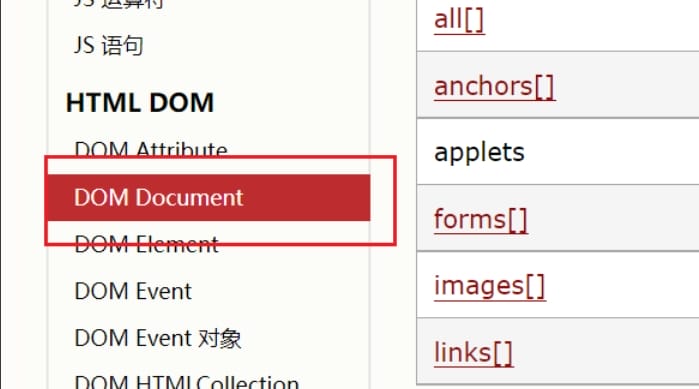 JS 运算符
JS 语句
HTML DOM
DOM Attribute
DOM Document
DOM Element
DOM Event
DOM Event 对象
DOM HTMLCollection
all[]
anchors[]
applets
forms[]
images[]
links[]